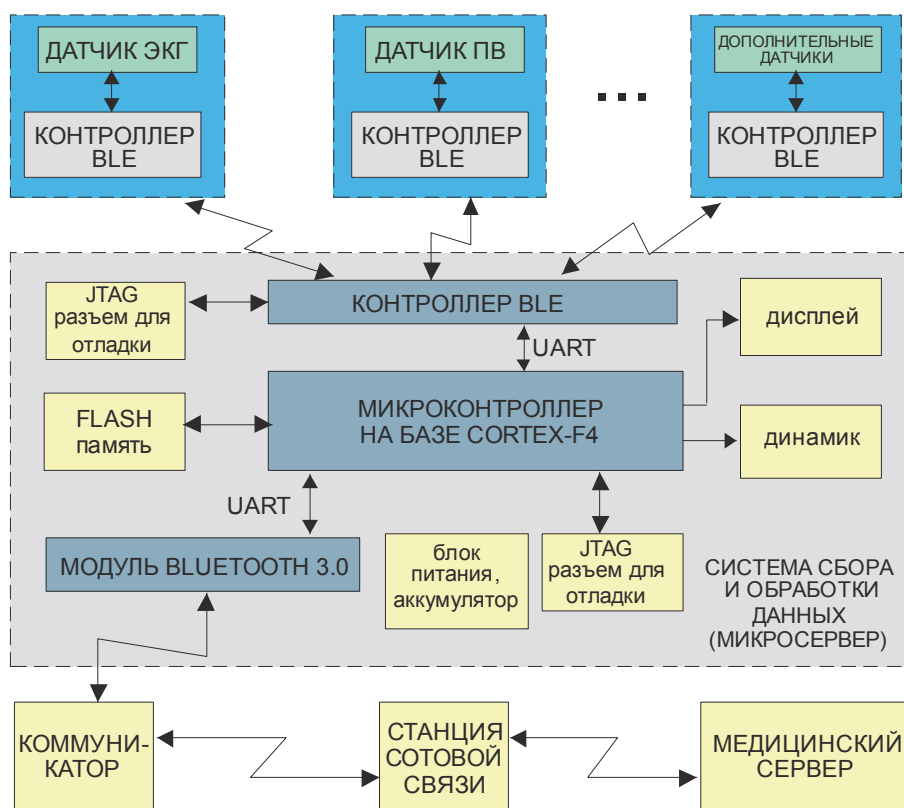 ДАТЧИК ЭКГ
КОНТРОЛЛЕР
BLE
ДАТЧИК ПВ
КОНТРОЛЛЕР
BLE
ДОПОЛНИТЕЛЬНЫЕ
ДАТЧИКИ
КОНТРОЛЛЕР
BLE
JTAG
разъем для
отладки
КОНТРОЛЛЕР BLE
дисплей
UART
FLASH
память
МИКРОКОНТРОЛЛЕР
НА БАЗЕ CORTEX-F4
динамик
UART
МОДУЛЬ BLUETOOTH 3.0
блок
питания,
аккумулятор
JTAG
разъем для
отладки
СИСТЕМА СБОРА
И ОБРАБОТКИ
ДАННЫХ
(МИКРОСЕРВЕР)
КОММУНИ-
КАТОР
СТАНЦИЯ
СОТОВОЙ
СВЯЗИ
МЕДИЦИНСКИЙ
СЕРВЕР